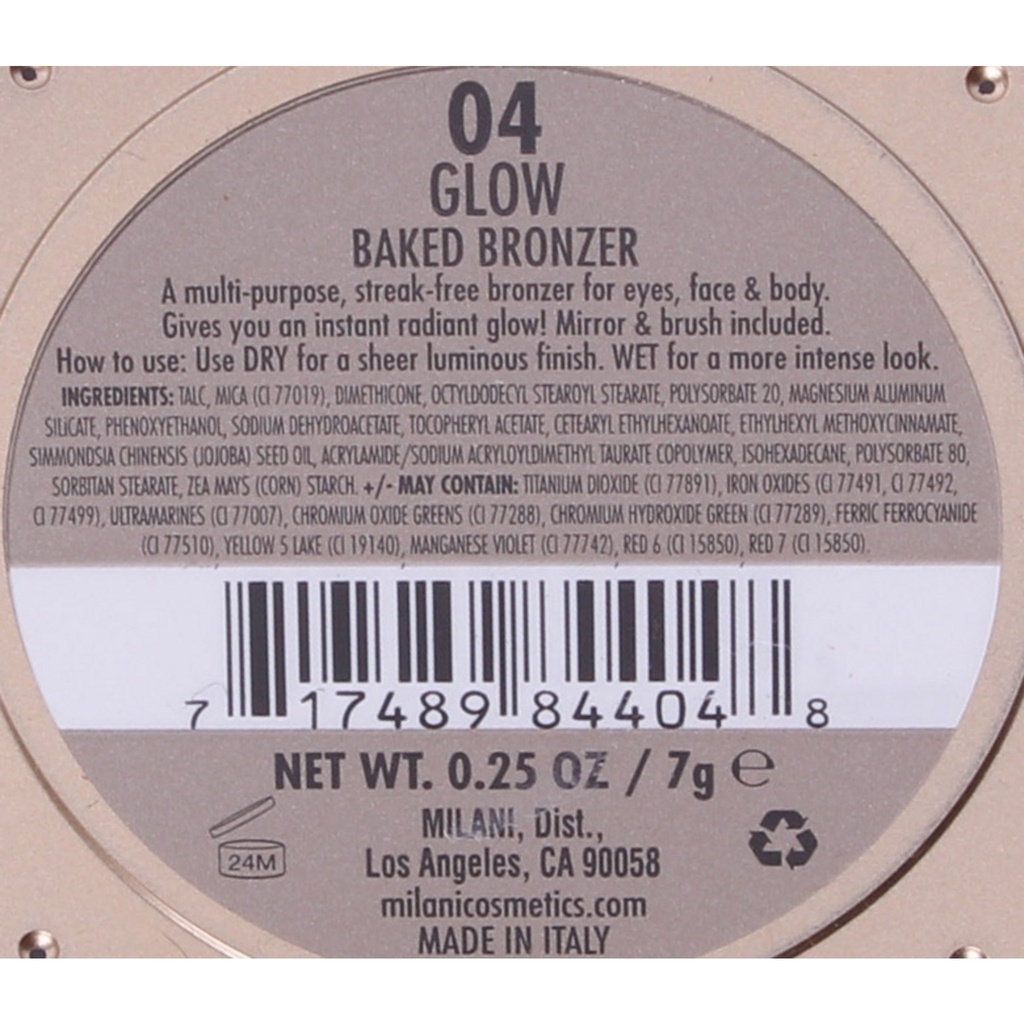 04
GLOW
BAKED BRONZER
A multi-purpose, streak-free bronzer for eyes, face & body.
Gives you an instant radiant glow! Mirror & brush included.
How to use: Use DRY for a sheer luminous finish. WET for a more intense look.
INGREDIENTS: TALC, MICA (CI 77019), DIMETHICONE, OCTYLDODECYL STEAROYL STEARATE, POLYSORBATE 20, MAGNESIUM ALUMINUM
SILICATE, PHENOXYETHANOL, SODIUM DEHYDROACETATE, TOCOPHERYL ACETATE, CETEARYL ETHYLHEXANOATE, ETHYLHEXYL METHOXYCINNAMATE,
SIMMONDSIA CHINENSIS (JOJOBA) SEED OIL, ACRYLAMIDE/SODIUM ACRYLOYLDIMETHYL TAURATE COPOLYMER, ISOHEXADECANE, POLYSORBATE 80,
SORBITAN STEARATE, ZEA MAYS (CORN) STARCH. +/- MAY CONTAIN: TITANIUM DIOXIDE (CI 77891), IRON OXIDES (CI 77491, CI 77492,
CI 77499), ULTRAMARINES (CI 77007), CHROMIUM OXIDE GREENS (CI 77288), CHROMIUM HYDROXIDE GREEN (CI 77289), FERRIC FERROCYANIDE
(CI 77510), YELLOW 5 LAKE (CI 19140), MANGANESE VIOLET (CI 77742), RED 6 (CI 15850), RED 7 (CI 15850).
7 17489 84404 8
NET WT. 0.25 OZ / 7g ℮
24M
MILANI, Dist.,
Los Angeles, CA 90058
milanicosmetics.com
MADE IN ITALY